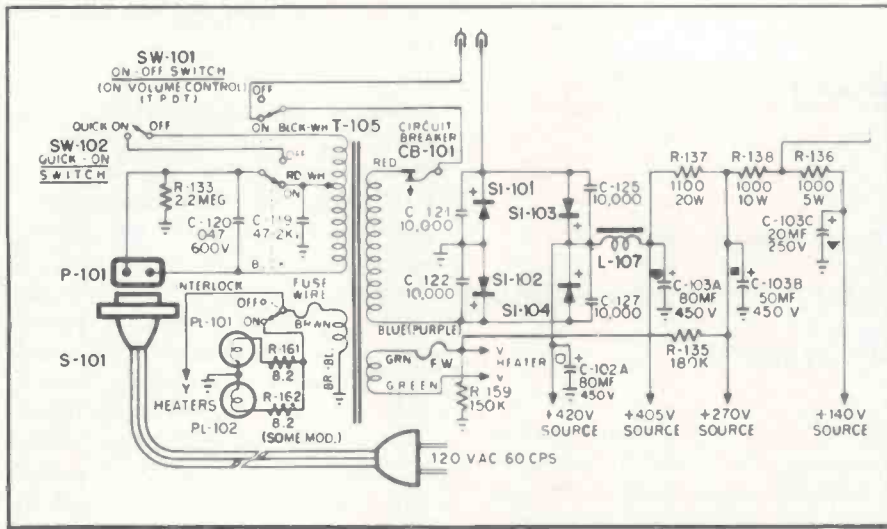 SW-101
ON-OFF SWITCH
(ON VOLUME CONTROL)
(T P D T)
OFF
ON
BLCK-WH
T-105
CIRCUIT
BREAKER
CB-101
QUICK ON
OFF
SW-102
QUICK-ON
SWITCH
OFF
RD WH
ON
R-133
2.2 MEG
C-120
047
600V
C-119
47-2K
P-101
INTERLOCK
FUSE
WIRE
OFF
ON
BRWN
BR-BL
PL-101
R-161
8.2
S-101
Y
HEATERS
R-162
8.2
PL-102
(SOME MOD.)
120 VAC 60 CPS
RED
C 121
10,000
SI-101
SI-103
C-125
10,000
C 122
10,000
SI-102
SI-104
C-127
10,000
L-107
BLUE(PURPLE)
GRN
F W
V
HEATER
GREEN
V
R-159
150K
C-102A
80MF
450V
R-137
1100
20W
R-138
1000
10W
R-136
1000
5W
C-103C
20MF
250V
C-103A
80MF
450 V
C-103B
50MF
450 V
R-135
180K
+420V
SOURCE
+405V
SOURCE
+270V
SOURCE
+140V
SOURCE